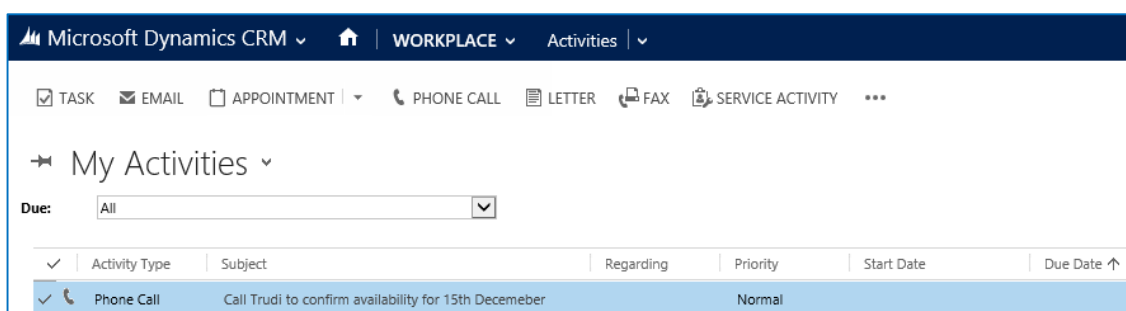 Microsoft Dynamics CRM WORKPLACE Activities
TASK EMAIL APPOINTMENT PHONE CALL LETTER FAX SERVICE ACTIVITY
My Activities
Due: All
Activity Type Subject Regarding Priority Start Date Due Date
Phone Call Call Trudi to confirm availability for 15th Decemeber Normal